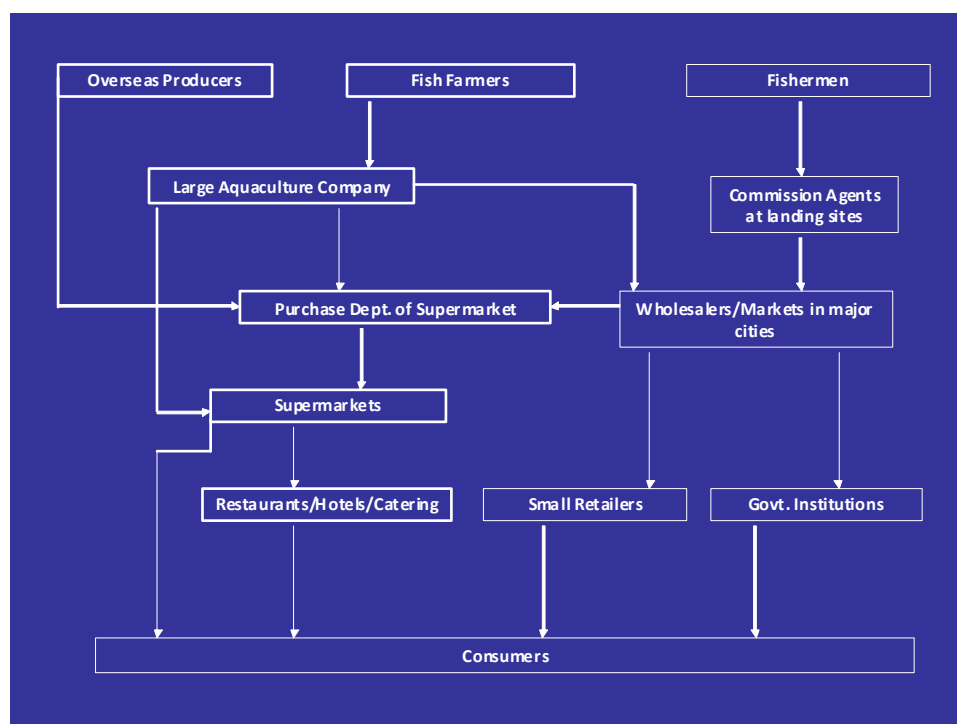 Overseas Producers
Fish Farmers
Fishermen
Large Aquaculture Company
Commission Agents
at landing sites
Purchase Dept. of Supermarket
Wholesalers/Markets in major
cities
Supermarkets
Restaurants/Hotels/Catering
Small Retailers
Govt. Institutions
Consumers